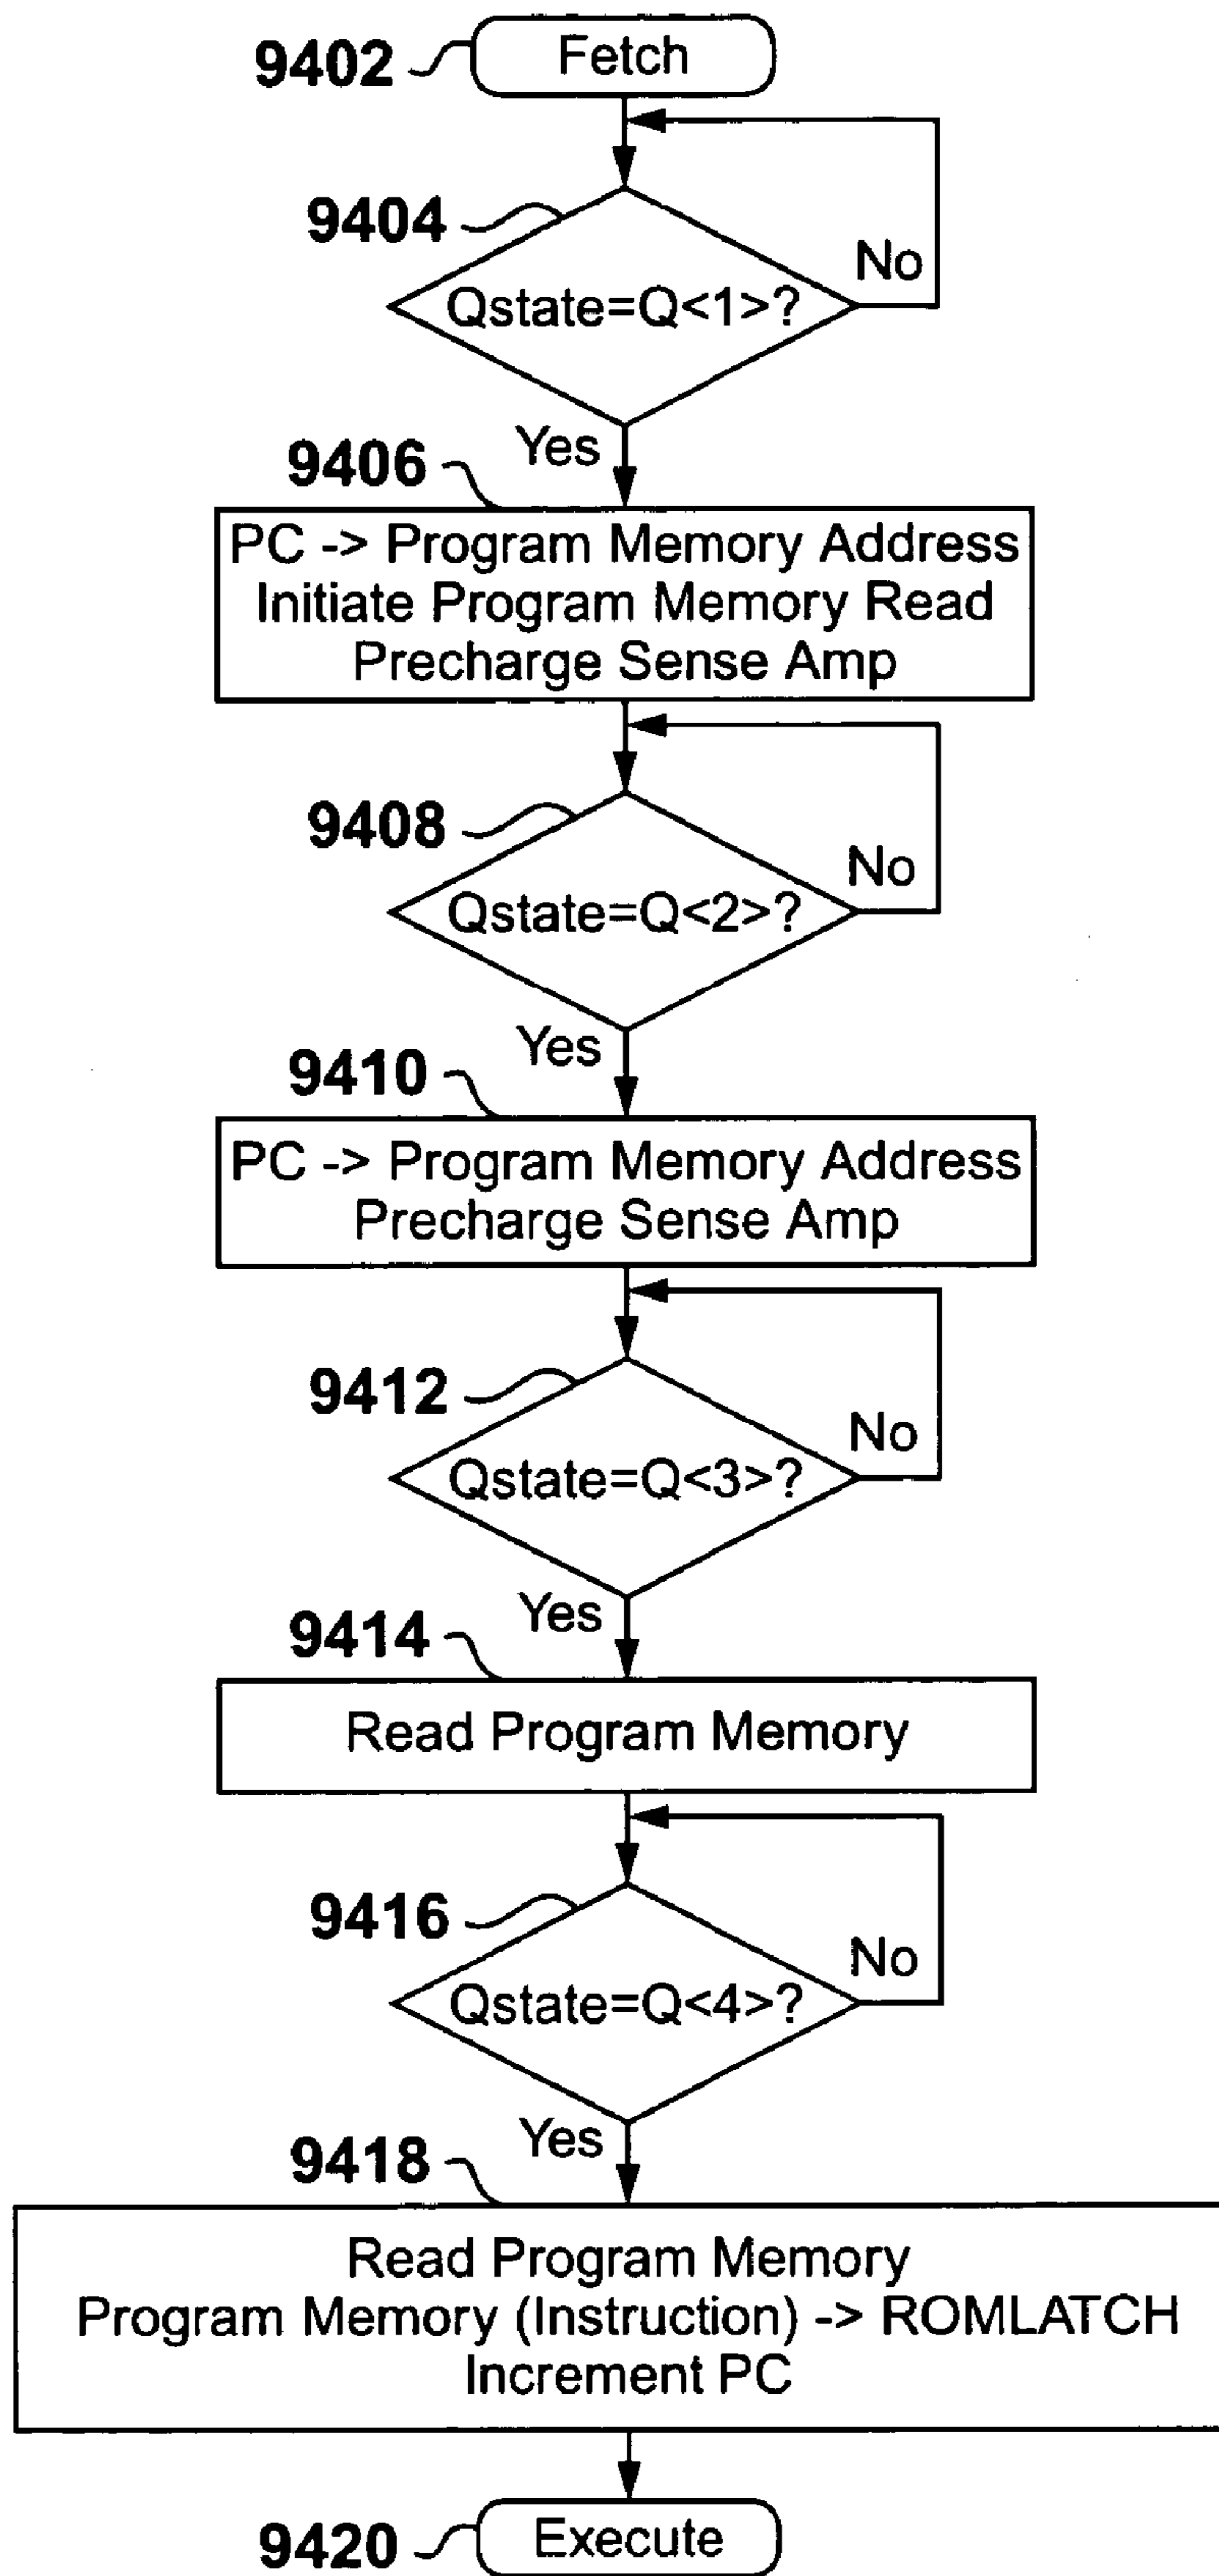 9402
Fetch
9404
Qstate=Q<1>?
No
Yes
9406
PC -> Program Memory Address
Initiate Program Memory Read
Precharge Sense Amp
9408
Qstate=Q<2>?
No
Yes
9410
PC -> Program Memory Address
Precharge Sense Amp
9412
Qstate=Q<3>?
No
Yes
9414
Read Program Memory
9416
Qstate=Q<4>?
No
Yes
9418
Read Program Memory
Program Memory (Instruction) -> ROMLATCH
Increment PC
9420
Execute